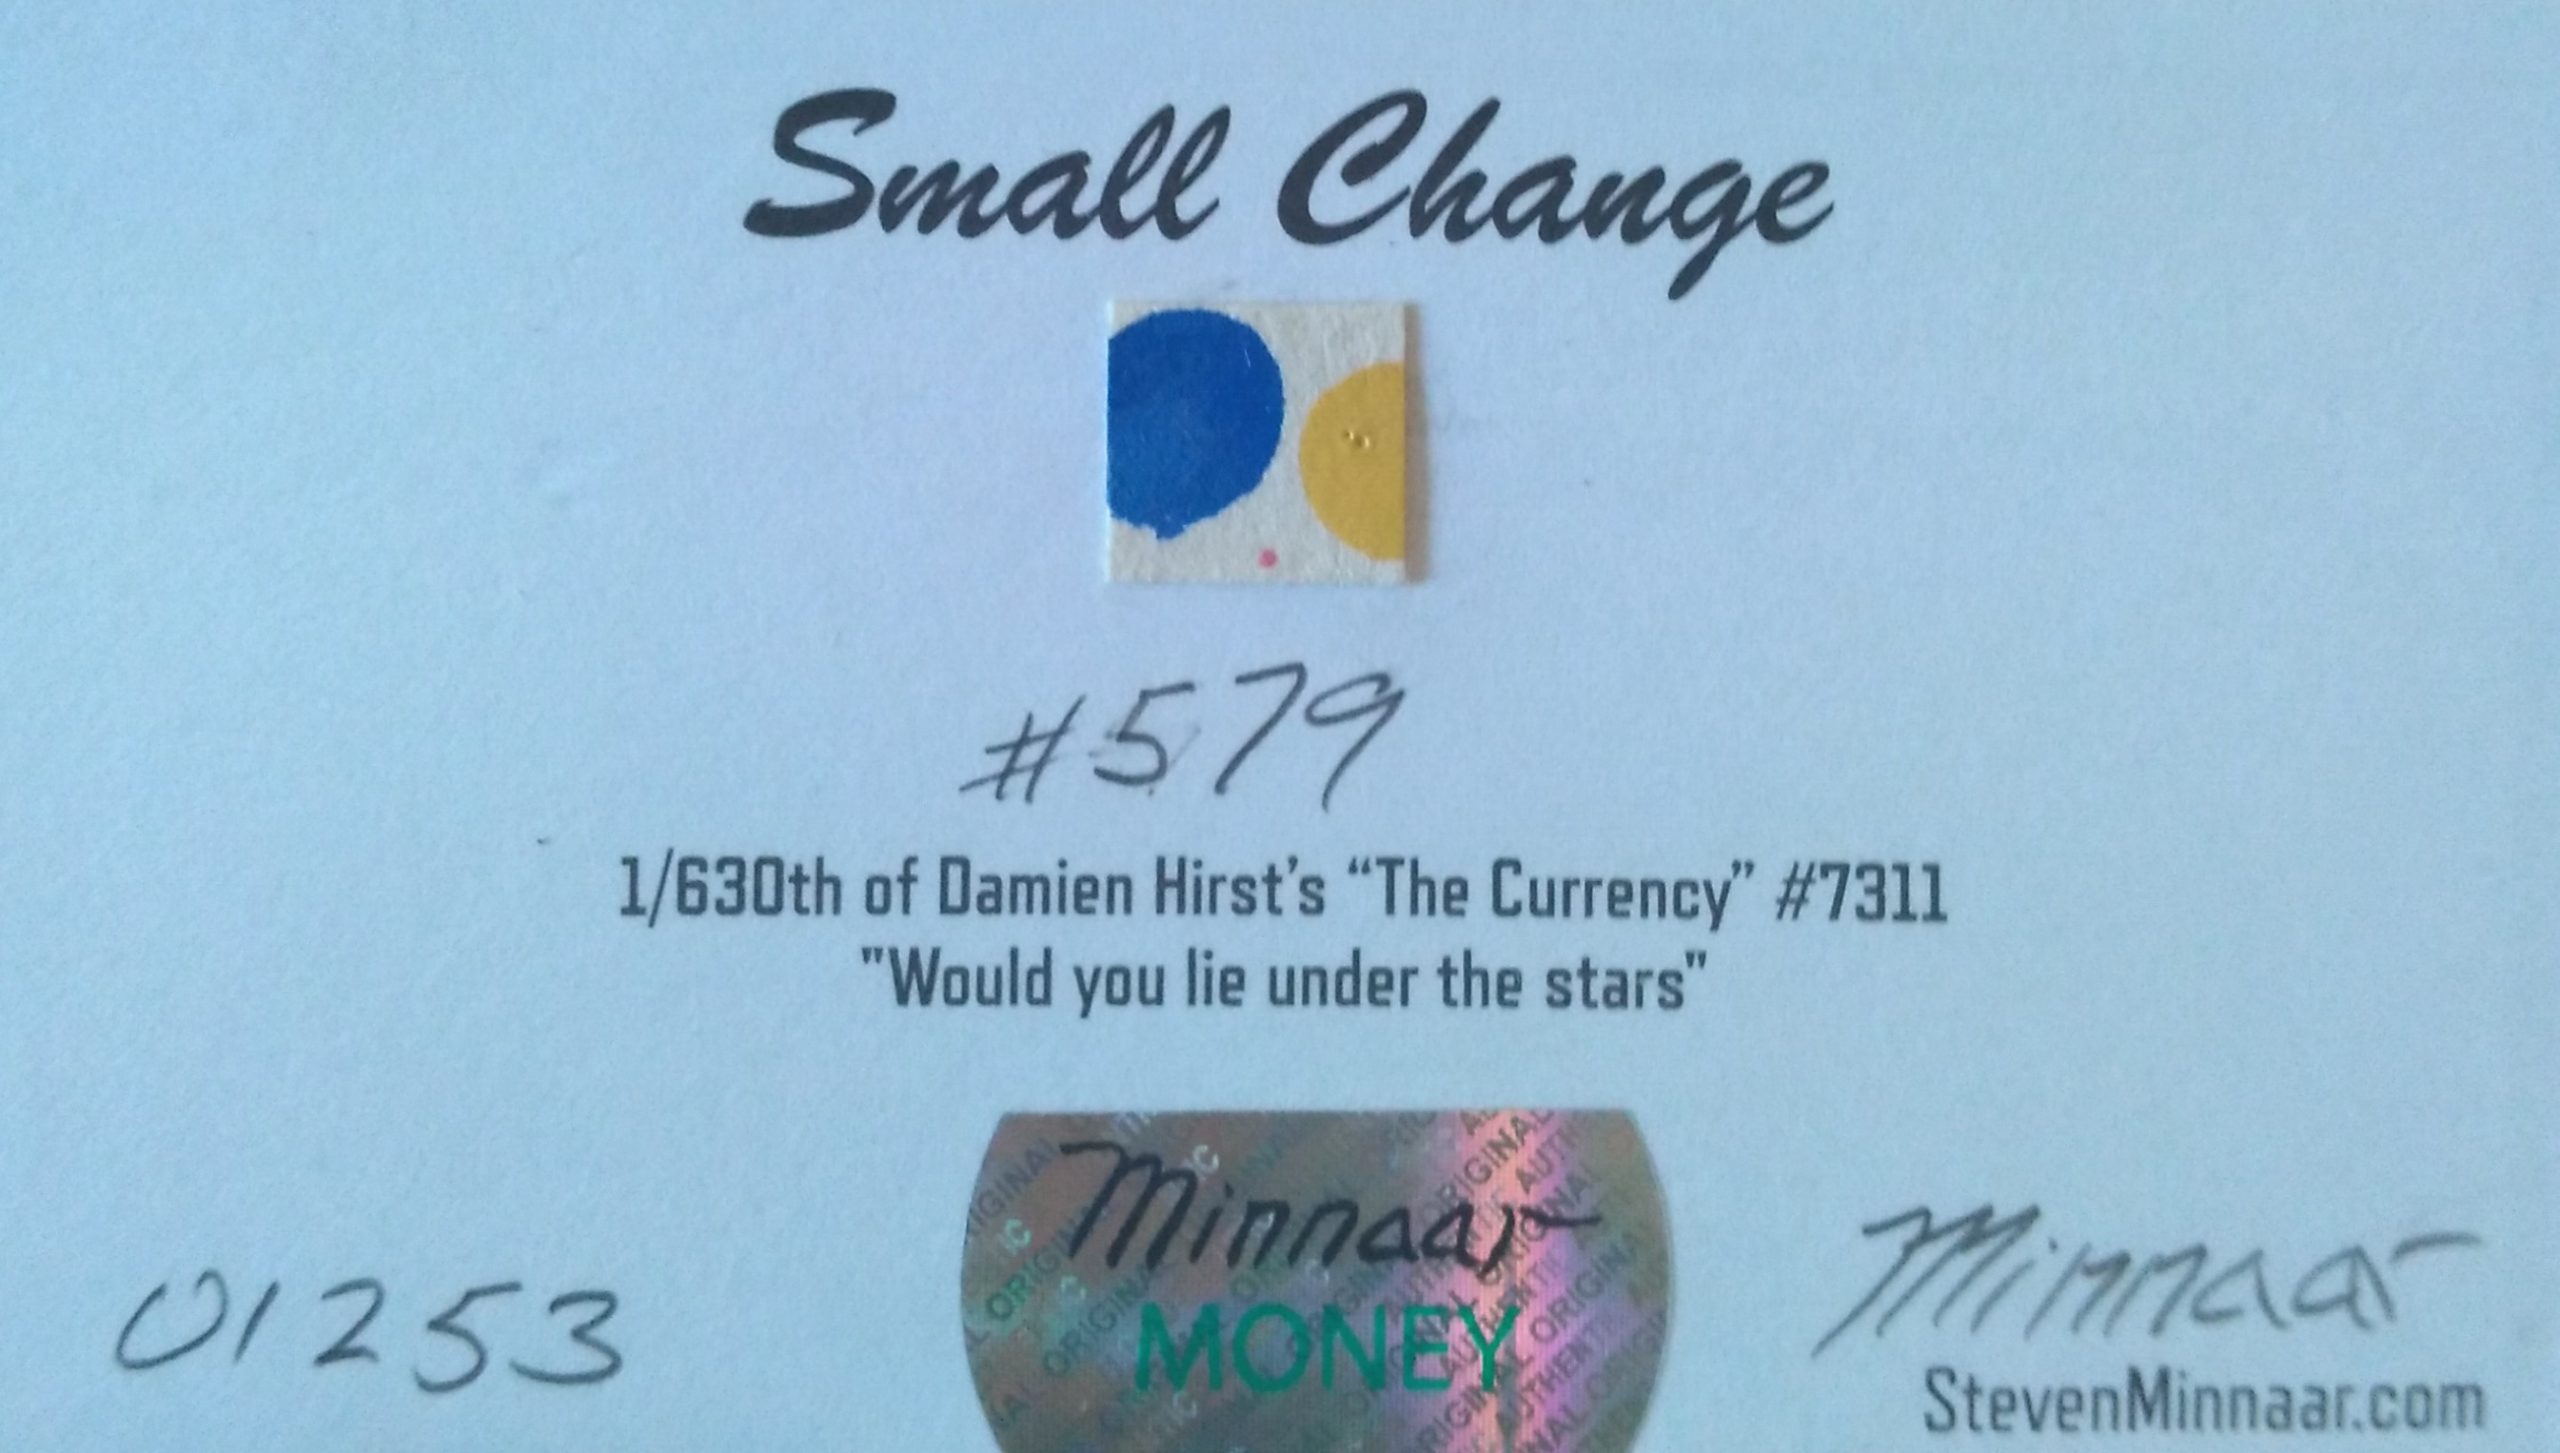 Small Change
#579
1/630th of Damien Hirst's “The Currency” #7311
"Would you lie under the stars"
Minnaar
MONEY
01253
Minnaar
StevenMinnaar.com